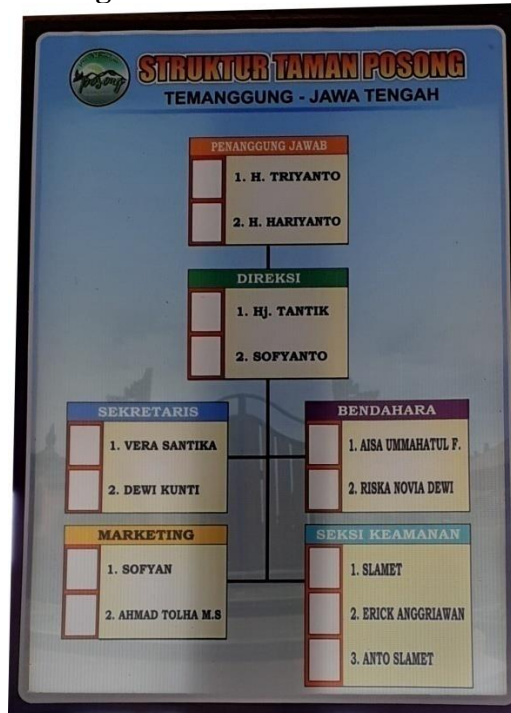 posong
STRUKTUR TAMAN POSONG
TEMANGGUNG - JAWA TENGAH
PENANGGUNG JAWAB
1. H. TRIYANTO
2. H. HARIYANTO
DIREKSI
1. Hj. TANTIK
2. SOFYANTO
SEKRETARIS
1. VERA SANTIKA
2. DEWI KUNTI
BENDAHARA
1. AISA UMMAHATUL F.
2. RISKA NOVIA DEWI
MARKETING
1. SOFYAN
2. AHMAD TOLHA M.S
SEKSI KEAMANAN
1. SLAMET
2. ERICK ANGGRIAWAN
3. ANTO SLAMET